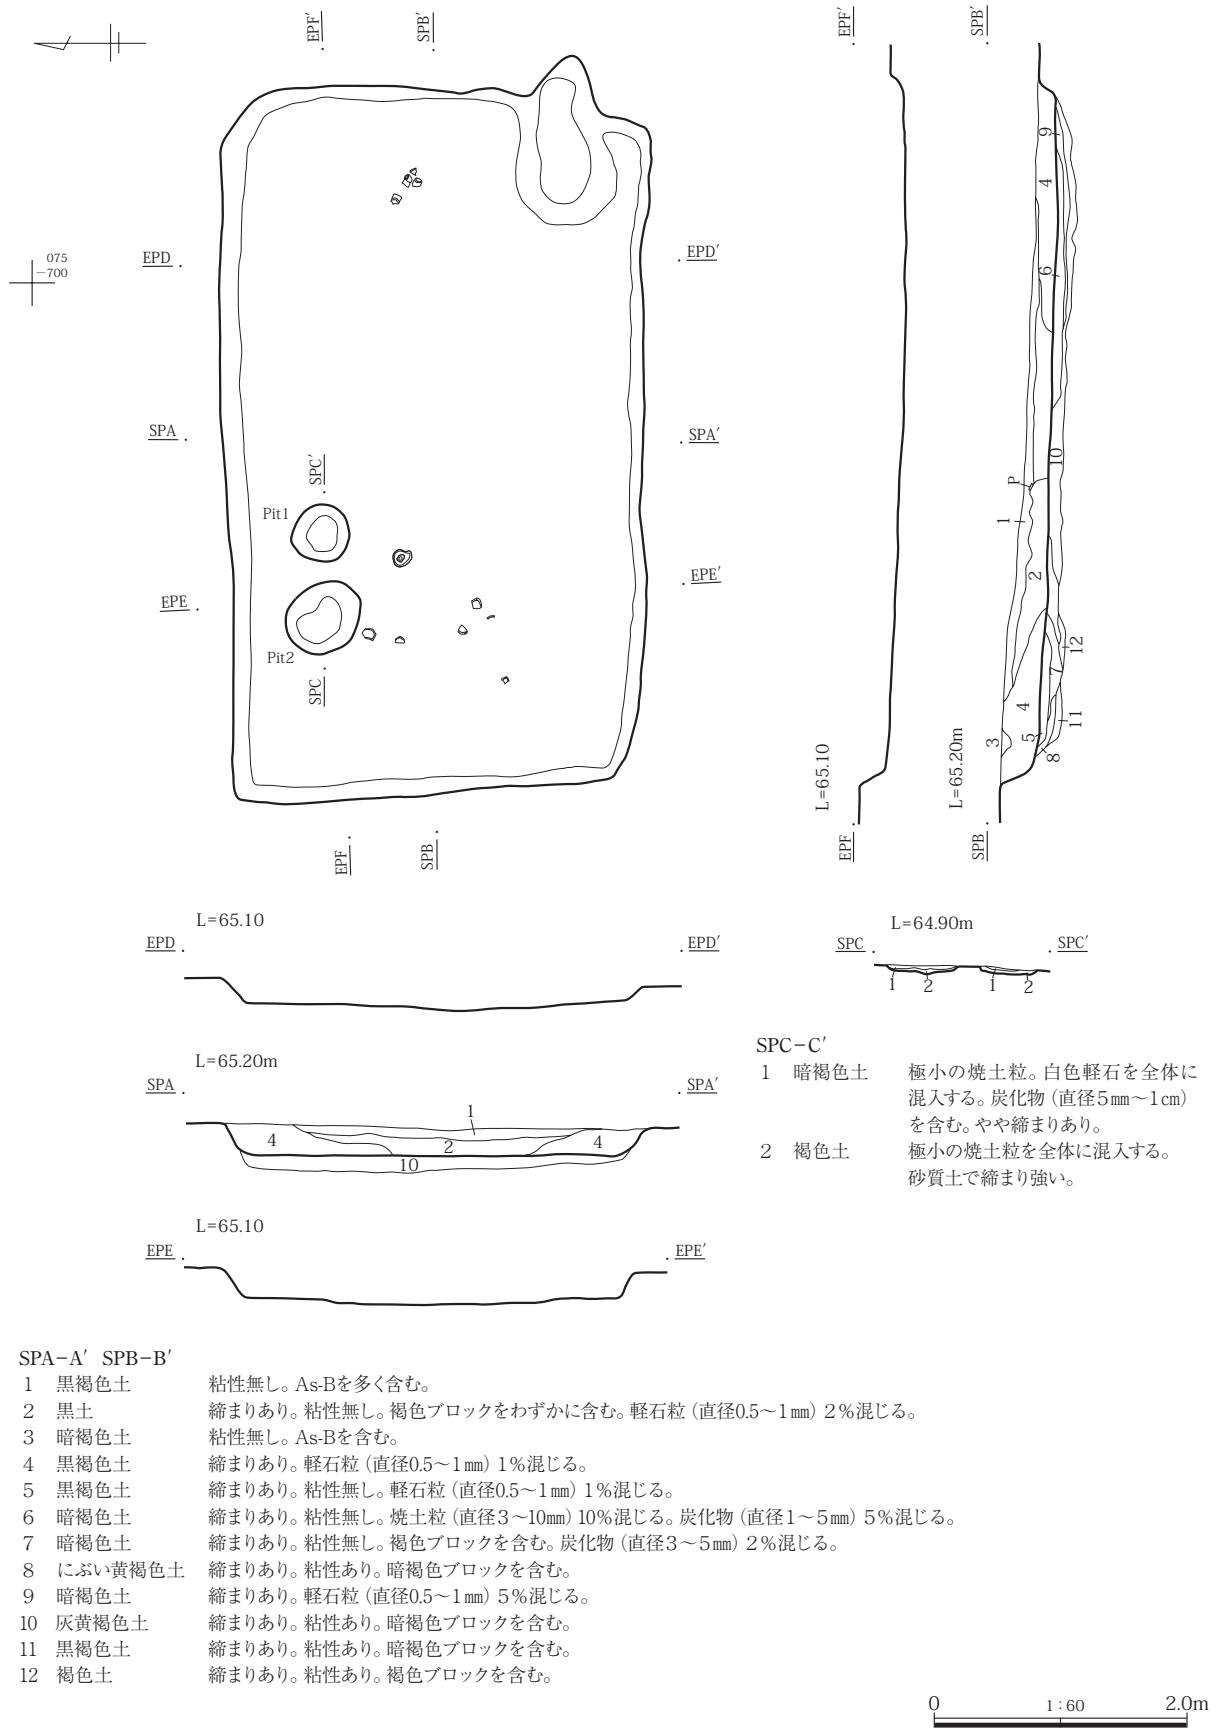 EPF′
SPB′
EPF′
SPB′
075
−700
EPD
EPD′
SPA
SPA′
SPC′
Pit1
EPE
EPE′
Pit2
SPC
EPF
SPB
9
4
6
10
P
1
2
12
7
4
11
3
5
8
L=65.10
L=65.20m
EPF
SPB
L=65.10
EPD
EPD′
L=64.90m
SPC
SPC′
1 2 1 2
L=65.20m
SPA
SPA′
1
4 2 4
10
L=65.10
EPE
EPE′
SPC−C′
1 暗褐色土 極小の焼土粒。白色軽石を全体に
混入する。炭化物（直径5㎜～1㎝）
を含む。やや締まりあり。
2 褐色土 極小の焼土粒を全体に混入する。
砂質土で締まり強い。
SPA−A′ SPB−B′
1 黒褐色土 粘性無し。As-Bを多く含む。
2 黒土 締まりあり。粘性無し。褐色ブロックをわずかに含む。軽石粒（直径0.5～1㎜）2％混じる。
3 暗褐色土 粘性無し。As-Bを含む。
4 黒褐色土 締まりあり。軽石粒（直径0.5～1㎜）1％混じる。
5 黒褐色土 締まりあり。粘性無し。軽石粒（直径0.5～1㎜）1％混じる。
6 暗褐色土 締まりあり。粘性無し。焼土粒（直径3～10㎜）10％混じる。炭化物（直径1～5㎜）5％混じる。
7 暗褐色土 締まりあり。粘性無し。褐色ブロックを含む。炭化物（直径3～5㎜）2％混じる。
8 にぶい黄褐色土 締まりあり。粘性あり。暗褐色ブロックを含む。
9 暗褐色土 締まりあり。軽石粒（直径0.5～1㎜）5％混じる。
10 灰黄褐色土 締まりあり。粘性あり。暗褐色ブロックを含む。
11 黒褐色土 締まりあり。粘性あり。暗褐色ブロックを含む。
12 褐色土 締まりあり。粘性あり。褐色ブロックを含む。
0 1:60 2.0m